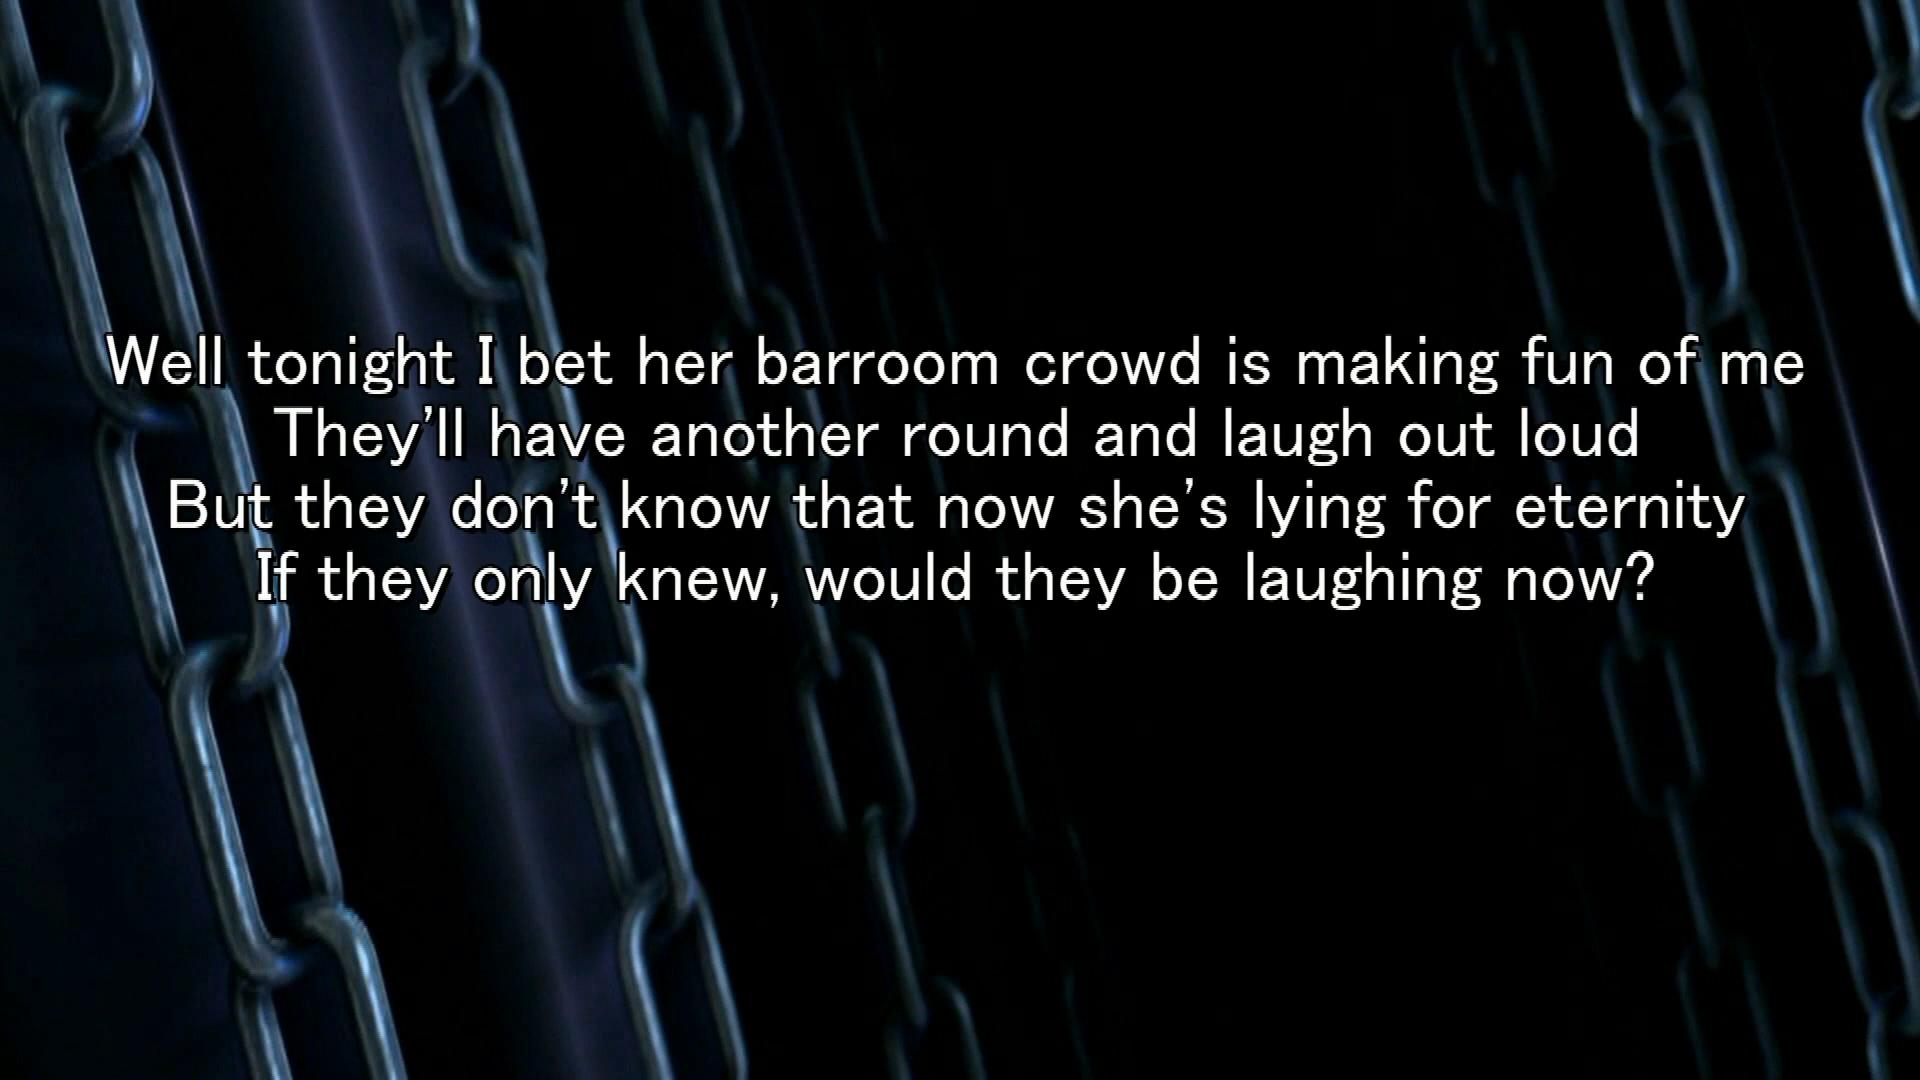 Well tonight I bet her barroom crowd is making fun of me
They'll have another round and laugh out loud
But they don't know that now she's lying for eternity
If they only knew, would they be laughing now?